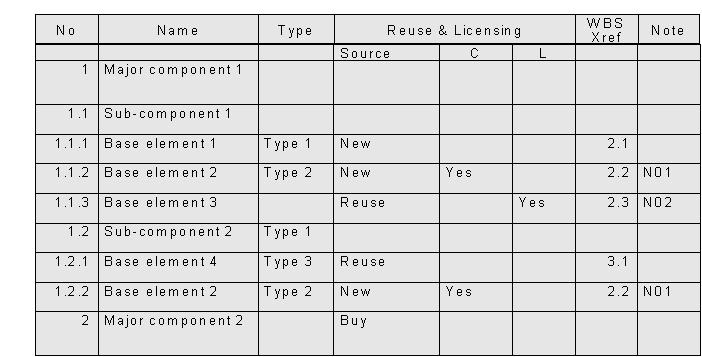 No Name Type Reuse & Licensing WBS Xref Note
Source C L
1 Major component 1
1.1 Sub-component 1
1.1.1 Base element 1 Type 1 New 2.1
1.1.2 Base element 2 Type 2 New Yes 2.2 N01
1.1.3 Base element 3 Reuse Yes 2.3 N02
1.2 Sub-component 2 Type 1
1.2.1 Base element 4 Type 3 Reuse 3.1
1.2.2 Base element 2 Type 2 New Yes 2.2 N01
2 Major component 2 Buy